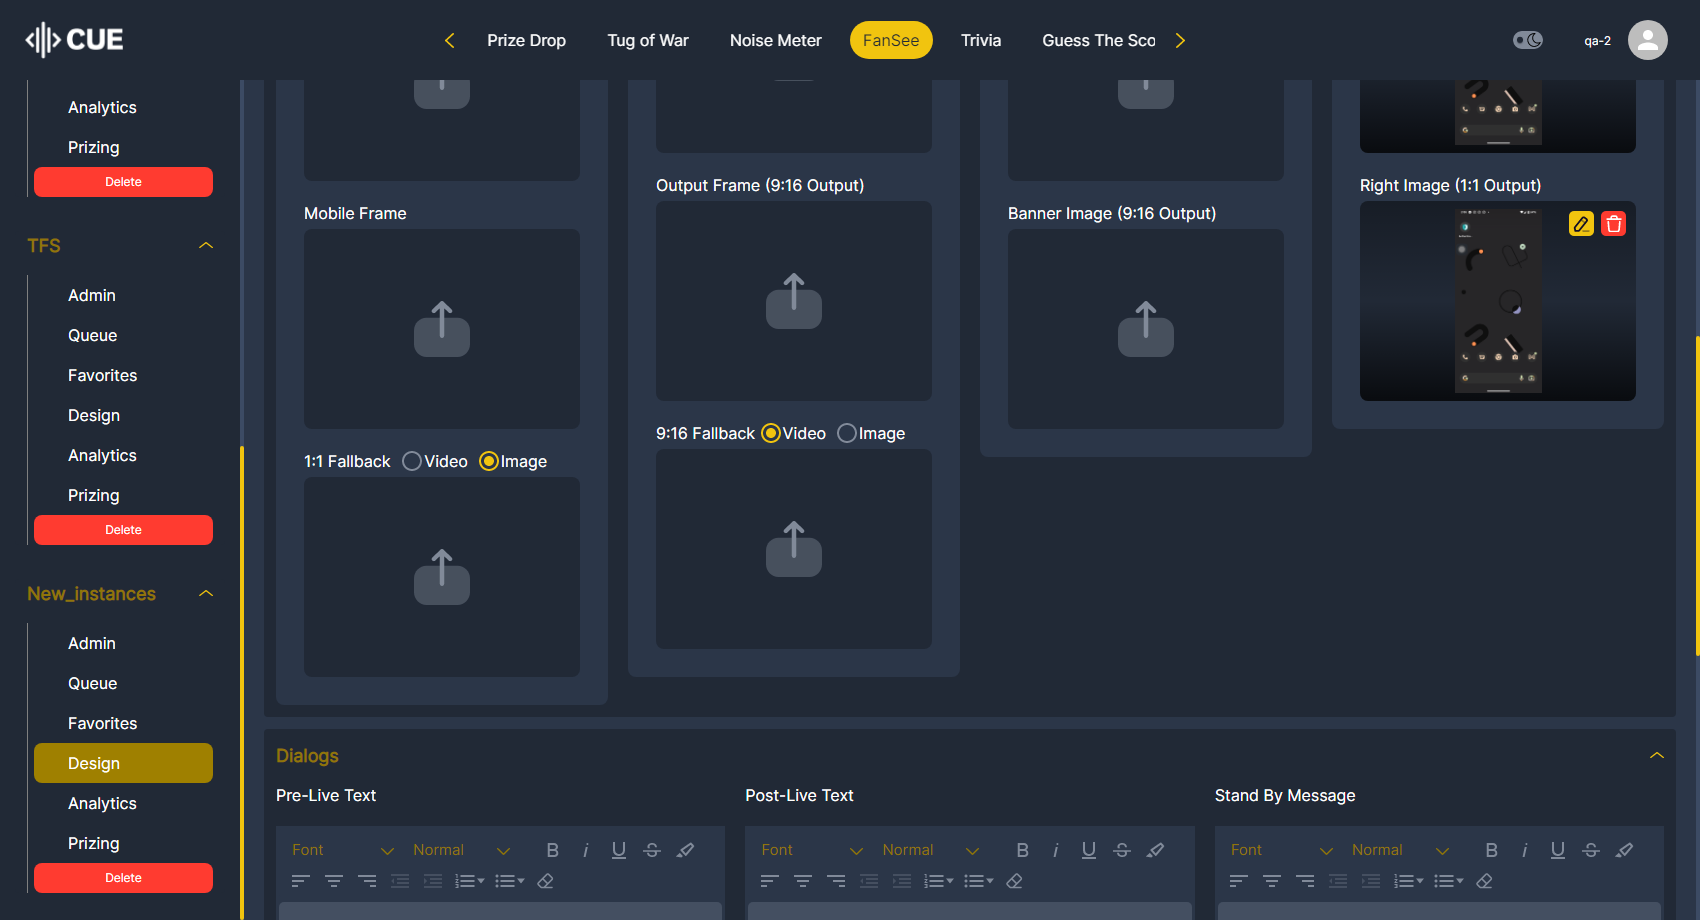 CUE
Prize Drop
Tug of War
Noise Meter
FanSee
Trivia
Guess The Sco
qa-2
Analytics
Prizing
Delete
TFS
Admin
Queue
Favorites
Design
Analytics
Prizing
Delete
New_instances
Admin
Queue
Favorites
Design
Analytics
Prizing
Delete
Mobile Frame
1:1 Fallback Video Image
Output Frame (9:16 Output)
9:16 Fallback Video Image
Banner Image (9:16 Output)
Right Image (1:1 Output)
Dialogs
Pre-Live Text
Font Normal
Post-Live Text
Font Normal
Stand By Message
Font Normal